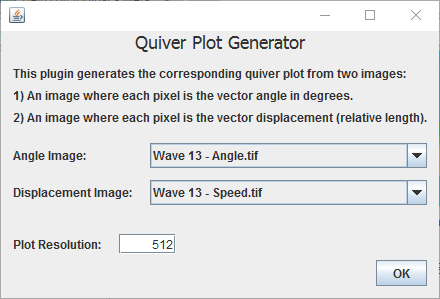 Quiver Plot Generator
This plugin generates the corresponding quiver plot from two images:
1) An image where each pixel is the vector angle in degrees.
2) An image where each pixel is the vector displacement (relative length).
Angle Image: Wave 13 - Angle.tif
Displacement Image: Wave 13 - Speed.tif
Plot Resolution: 512
OK